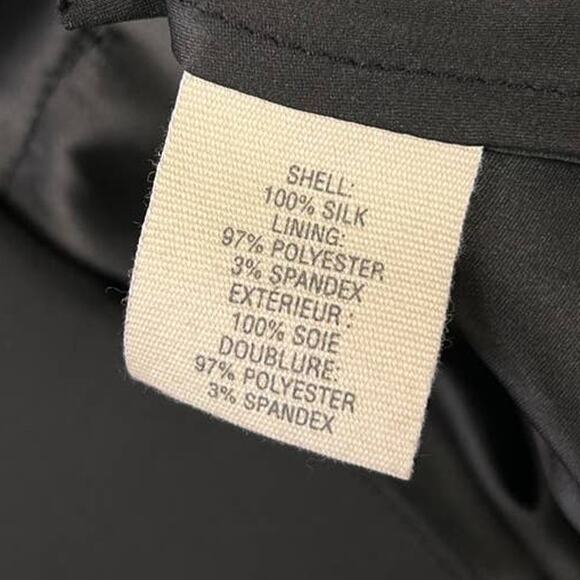 SHELL:
100% SILK
LINING:
97% POLYESTER
3% SPANDEX
EXTÉRIEUR:
100% SOIE
DOUBLURE:
97% POLYESTER
3% SPANDEX